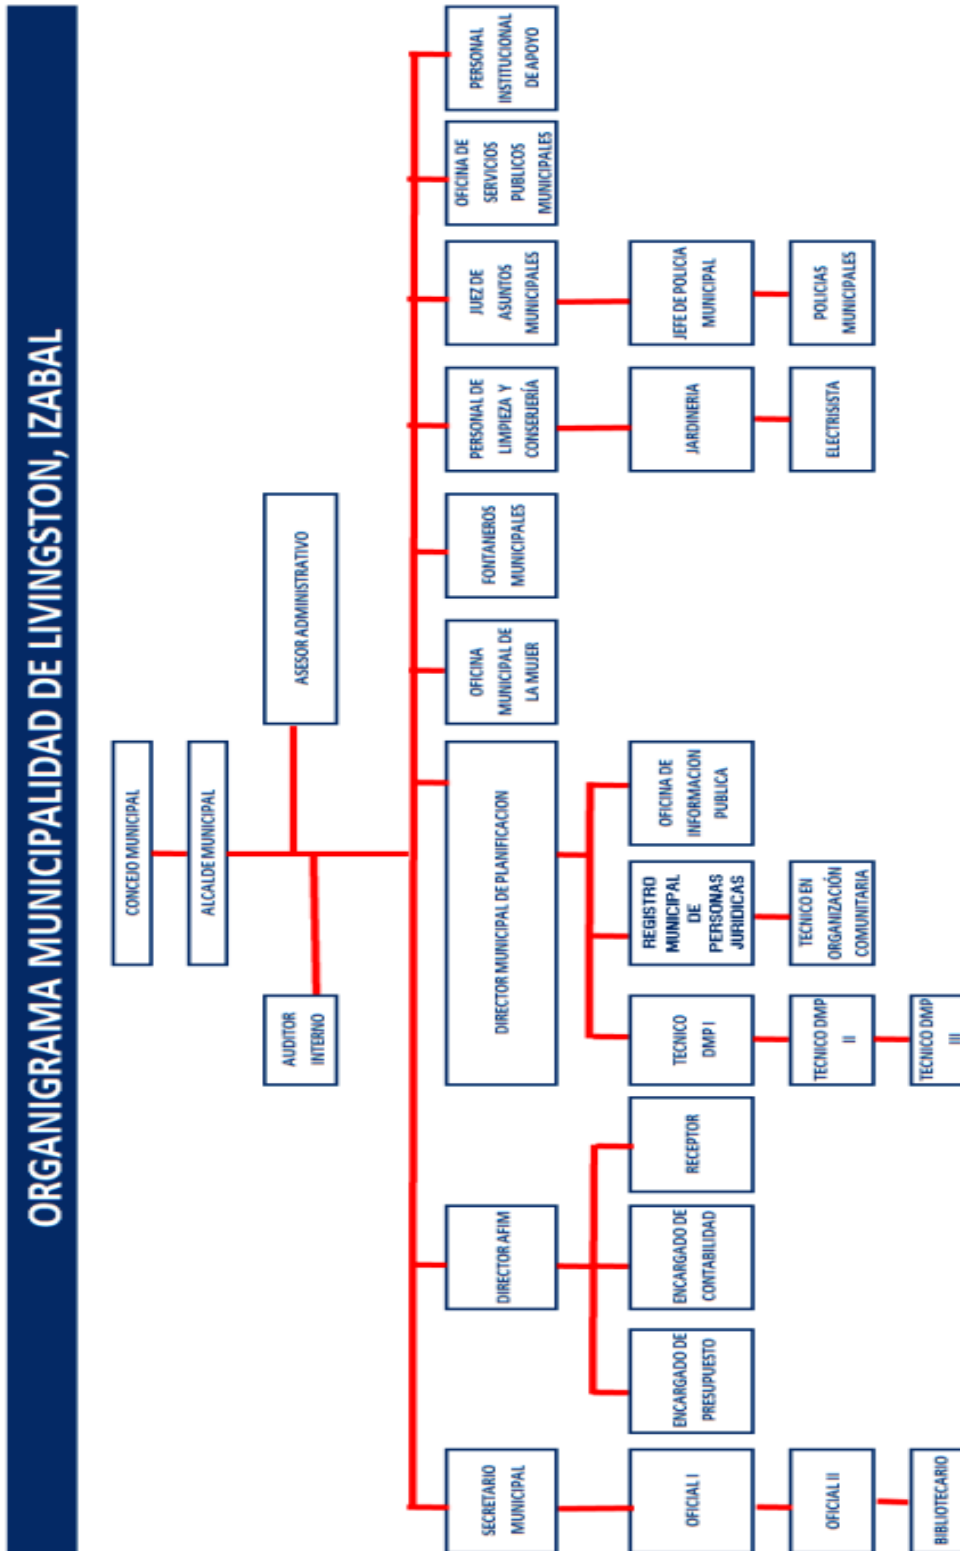 ORGANIGRAMA MUNICIPALIDAD DE LIVINGSTON, IZABAL
CONCEJO MUNICIPAL
ALCALDE MUNICIPAL
AUDITOR
INTERNO
ASESOR ADMINISTRATIVO
SECRETARIO
MUNICIPAL
DIRECTOR AFIM
DIRECTOR MUNICIPAL DE PLANIFICACION
OFICINA
MUNICIPAL DE
LA MUJER
FONTANEROS
MUNICIPALES
PERSONAL DE
LIMPIEZA Y
CONSERJERÍA
JUEZ DE
ASUNTOS
MUNICIPALES
OFICINA DE
SERVICIOS
PUBLICOS
MUNICIPALES
PERSONAL
INSTITUCIONAL
DE APOYO
OFICIAL I
ENCARGADO DE
PRESUPUESTO
ENCARGADO DE
CONTABILIDAD
RECEPTOR
TECNICO
DMP I
REGISTRO
MUNICIPAL
DE
PERSONAS
JURIDICAS
OFICINA DE
INFORMACION
PUBLICA
JARDINERIA
JEFE DE POLICIA
MUNICIPAL
OFICIAL II
TECNICO DMP
II
TECNICO EN
ORGANIZACIÓN
COMUNITARIA
ELECTRISISTA
POLICIAS
MUNICIPALES
BIBLIOTECARIO
TECNICO DMP
III